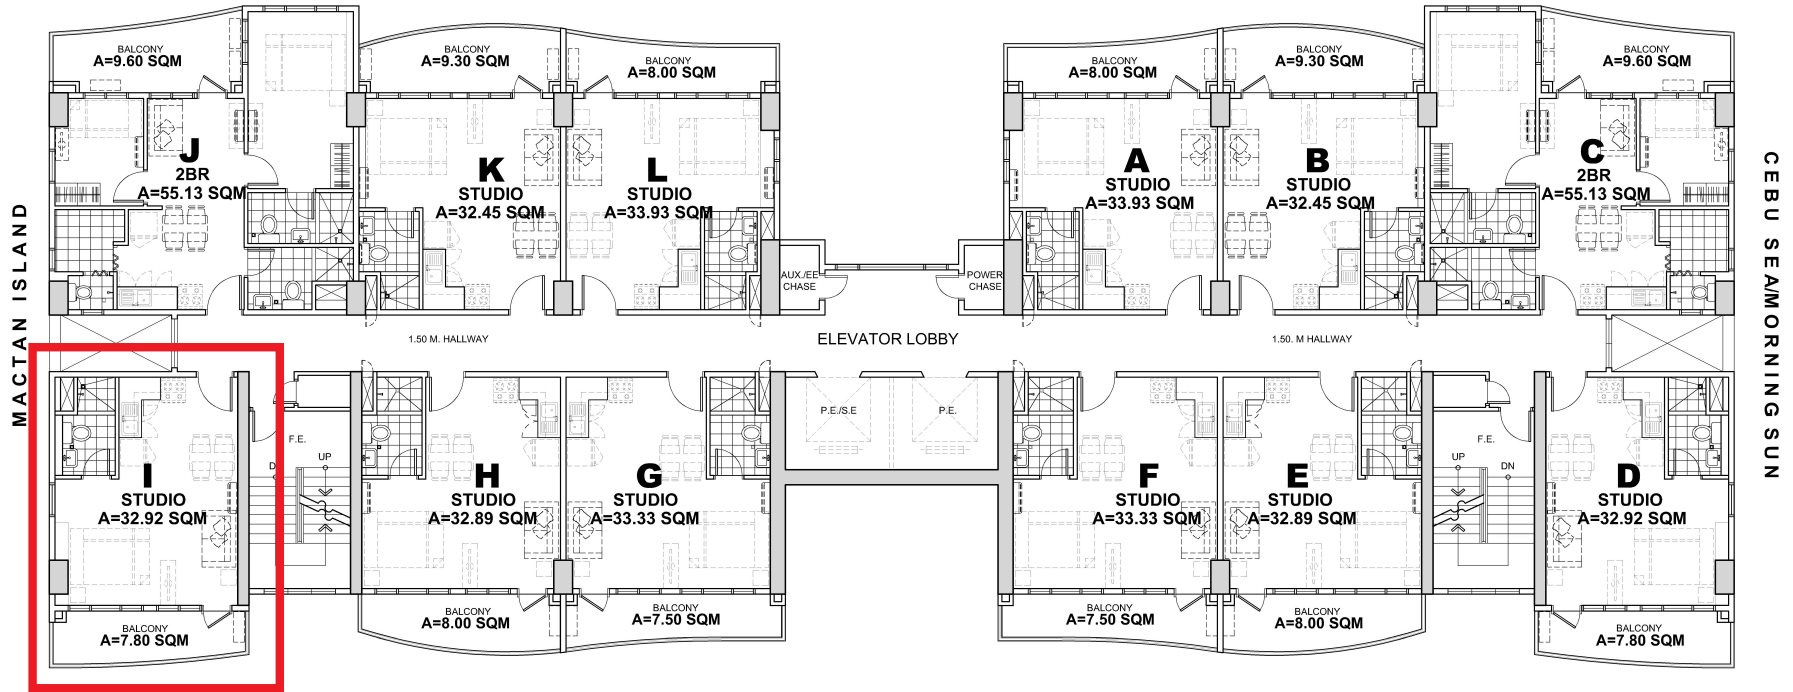 BALCONY
A=9.60 SQM
BALCONY
A=9.30 SQM
BALCONY
A=8.00 SQM
BALCONY
A=8.00 SQM
BALCONY
A=9.30 SQM
BALCONY
A=9.60 SQM
J
2BR
A=55.13 SQM
K
STUDIO
A=32.45 SQM
L
STUDIO
A=33.93 SQM
A
STUDIO
A=33.93 SQM
B
STUDIO
A=32.45 SQM
C
2BR
A=55.13 SQM
MACTAN ISLAND
CEBU SEA/MORNING SUN
AUX./EE
CHASE
POWER
CHASE
1.50 M. HALLWAY
ELEVATOR LOBBY
1.50. M HALLWAY
P.E./S.E
P.E.
F.E.
UP
D
F.E.
UP
DN
I
STUDIO
A=32.92 SQM
H
STUDIO
A=32.89 SQM
G
STUDIO
A=33.33 SQM
F
STUDIO
A=33.33 SQM
E
STUDIO
A=32.89 SQM
D
STUDIO
A=32.92 SQM
BALCONY
A=7.80 SQM
BALCONY
A=8.00 SQM
BALCONY
A=7.50 SQM
BALCONY
A=7.50 SQM
BALCONY
A=8.00 SQM
BALCONY
A=7.80 SQM